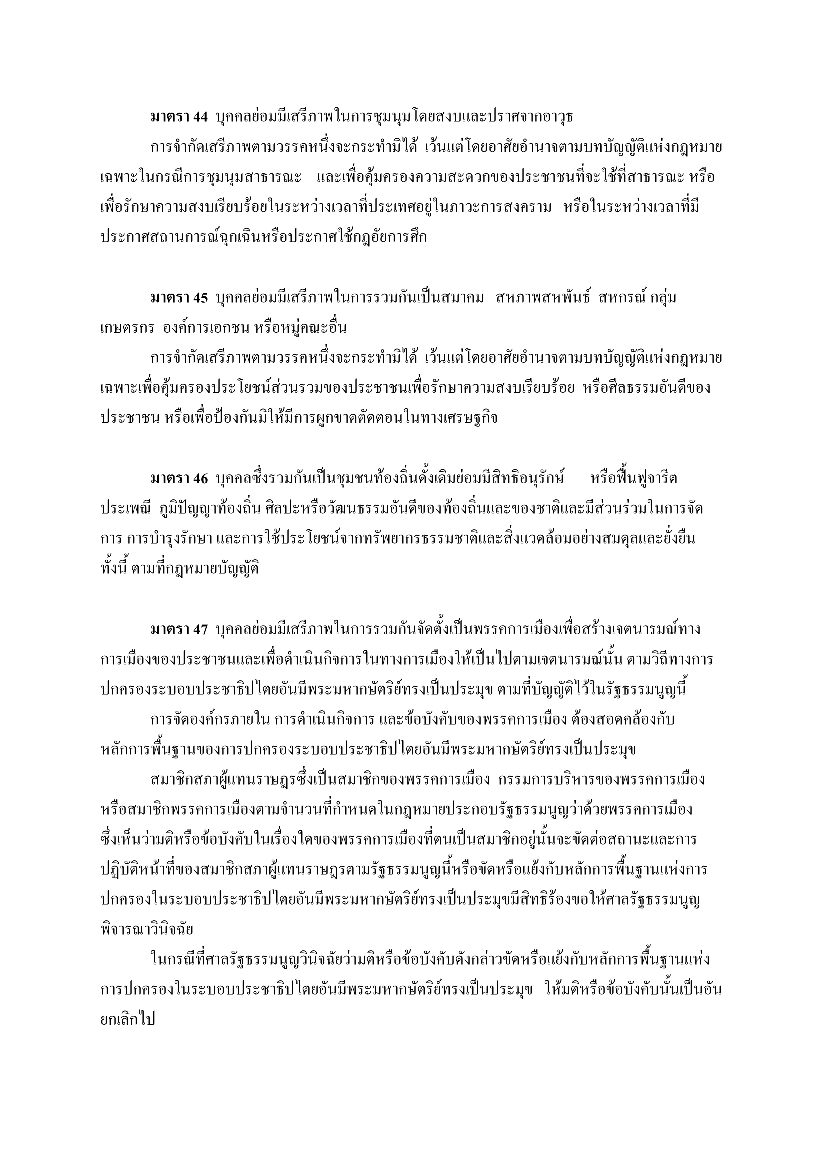 มาตรา 44 บุคคลย่อมมีเสรีภาพในการชุมนุมโดยสงบและปราศจากอาวุธ
การจำกัดเสรีภาพตามวรรคหนึ่งจะกระทำมิได้ เว้นแต่โดยอาศัยอำนาจตามบทบัญญัติแห่งกฎหมาย
เฉพาะในกรณีการชุมนุมสาธารณะ และเพื่อคุ้มครองความสะดวกของประชาชนที่จะใช้ที่สาธารณะ หรือ
เพื่อรักษาความสงบเรียบร้อยในระหว่างเวลาที่ประเทศอยู่ในภาวะการสงคราม หรือในระหว่างเวลาที่มี
ประกาศสถานการณ์ฉุกเฉินหรือประกาศใช้กฎอัยการศึก
มาตรา 45 บุคคลย่อมมีเสรีภาพในการรวมกันเป็นสมาคม สหภาพสหพันธ์ สหกรณ์ กลุ่ม
เกษตรกร องค์การเอกชน หรือหมู่คณะอื่น
การจำกัดเสรีภาพตามวรรคหนึ่งจะกระทำมิได้ เว้นแต่โดยอาศัยอำนาจตามบทบัญญัติแห่งกฎหมาย
เฉพาะเพื่อคุ้มครองประโยชน์ส่วนรวมของประชาชนเพื่อรักษาความสงบเรียบร้อย หรือศีลธรรมอันดีของ
ประชาชน หรือเพื่อป้องกันมิให้มีการผูกขาดตัดตอนในทางเศรษฐกิจ
มาตรา 46 บุคคลซึ่งรวมกันเป็นชุมชนท้องถิ่นดั้งเดิมย่อมมีสิทธิอนุรักษ์ หรือฟื้นฟูจารีต
ประเพณี ภูมิปัญญาท้องถิ่น ศิลปะหรือวัฒนธรรมอันดีของท้องถิ่นและของชาติและมีส่วนร่วมในการจัด
การ การบำรุงรักษา และการใช้ประโยชน์จากทรัพยากรธรรมชาติและสิ่งแวดล้อมอย่างสมดุลและยั่งยืน
ทั้งนี้ ตามที่กฎหมายบัญญัติ
มาตรา 47 บุคคลย่อมมีเสรีภาพในการรวมกันจัดตั้งเป็นพรรคการเมืองเพื่อสร้างเจตนารมณ์ทาง
การเมืองของประชาชนและเพื่อดำเนินกิจการในทางการเมืองให้เป็นไปตามเจตนารมณ์นั้น ตามวิถีทางการ
ปกครองระบอบประชาธิปไตยอันมีพระมหากษัตริย์ทรงเป็นประมุข ตามที่บัญญัติไว้ในรัฐธรรมนูญนี้
การจัดองค์กรภายใน การดำเนินกิจการ และข้อบังคับของพรรคการเมือง ต้องสอดคล้องกับ
หลักการพื้นฐานของการปกครองระบอบประชาธิปไตยอันมีพระมหากษัตริย์ทรงเป็นประมุข
สมาชิกสภาผู้แทนราษฎรซึ่งเป็นสมาชิกของพรรคการเมือง กรรมการบริหารของพรรคการเมือง
หรือสมาชิกพรรคการเมืองตามจำนวนที่กำหนดในกฎหมายประกอบรัฐธรรมนูญว่าด้วยพรรคการเมือง
ซึ่งเห็นว่ามติหรือข้อบังคับในเรื่องใดของพรรคการเมืองที่ตนเป็นสมาชิกอยู่นั้นจะขัดต่อสถานะและการ
ปฏิบัติหน้าที่ของสมาชิกสภาผู้แทนราษฎรตามรัฐธรรมนูญนี้หรือขัดหรือแย้งกับหลักการพื้นฐานแห่งการ
ปกครองในระบอบประชาธิปไตยอันมีพระมหากษัตริย์ทรงเป็นประมุขมีสิทธิร้องขอให้ศาลรัฐธรรมนูญ
พิจารณาวินิจฉัย
ในกรณีที่ศาลรัฐธรรมนูญวินิจฉัยว่ามติหรือข้อบังคับดังกล่าวขัดหรือแย้งกับหลักการพื้นฐานแห่ง
การปกครองในระบอบประชาธิปไตยอันมีพระมหากษัตริย์ทรงเป็นประมุข ให้มติหรือข้อบังคับนั้นเป็นอัน
ยกเลิกไป